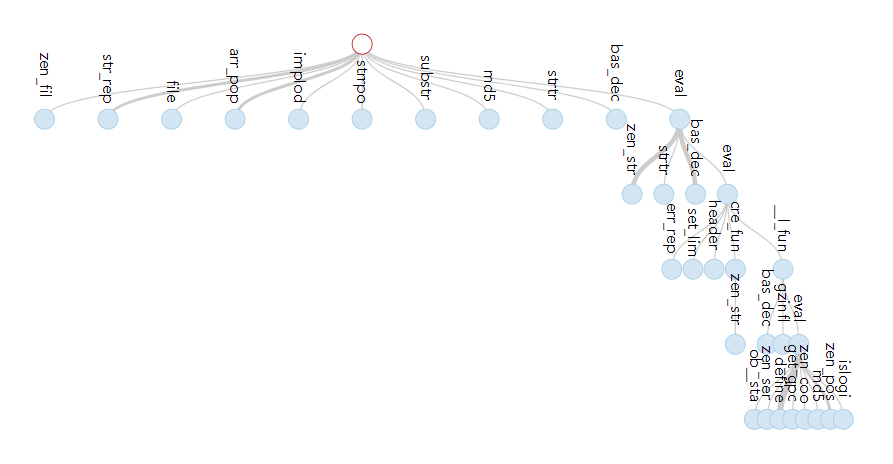 zen_fil
str_rep
file
arr_pop
implod
strrpo
substr
md5
strtr
bas_dec
eval
zen_str
strtr
bas_dec
eval
err_rep
set_lim
header
cre_fun
__l_fun
zen_str
bas_dec
gzinfl
eval
ob_sta
zen_ser
define
get_gpc
zen_coo
md5
zen_pos
islogi